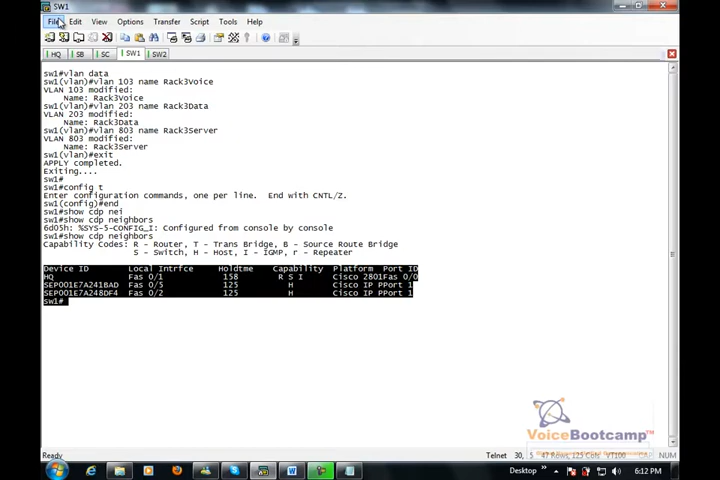 SW1
File Edit View Options Transfer Script Tools Help
HQ SB SC SW1 SW2
sw1#vlan data
sw1(vlan)#vlan 103 name Rack3Voice
VLAN 103 modified:
Name: Rack3Voice
sw1(vlan)#vlan 203 name Rack3Data
VLAN 203 modified:
Name: Rack3Data
sw1(vlan)#vlan 803 name Rack3Server
VLAN 803 modified:
Name: Rack3Server
sw1(vlan)#exit
APPLY completed.
Exiting....
sw1#
sw1#config t
Enter configuration commands, one per line. End with CNTL/Z.
sw1(config)#end
sw1#show cdp nei
sw1#show cdp neighbors
6d05h: %SYS-5-CONFIG_I: Configured from console by console
sw1#show cdp neighbors
Capability Codes: R - Router, T - Trans Bridge, B - Source Route Bridge
S - Switch, H - Host, I - IGMP, r - Repeater
Device ID Local Intrfce Holdtme Capability Platform Port ID
HQ Fas 0/1 158 R S I Cisco 2801Fas 0/0
SEP001E7A241BAD Fas 0/5 125 H Cisco IP PPort 1
SEP001E7A248DF4 Fas 0/2 125 H Cisco IP PPort 1
sw1#
VoiceBootcamp™
Ready Telnet 30, 5 47 Rows, 125 Cols VT100 NUM
Desktop 6:12 PM